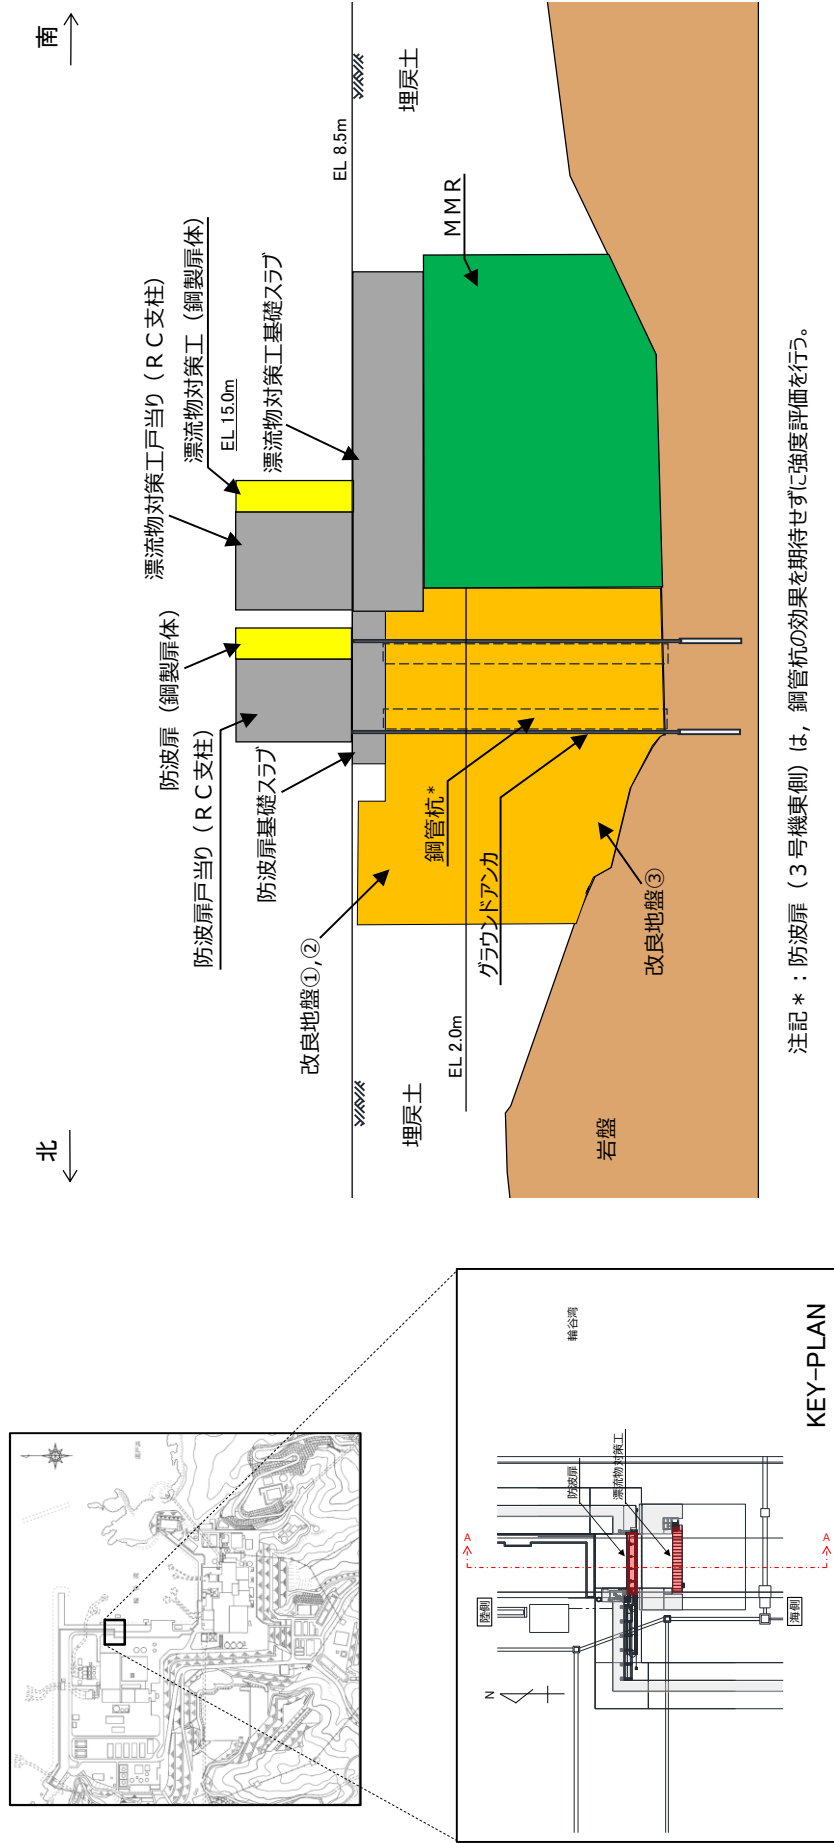 北
南
漂流物対策工戸当り（ＲＣ支柱）
漂流物対策工（鋼製扉体）
EL 15.0m
漂流物対策工基礎スラブ
防波扉（鋼製扉体）
防波扉戸当り（ＲＣ支柱）
防波扉基礎スラブ
改良地盤①,②
EL 8.5m
埋戻土
埋戻土
ＭＭＲ
鋼管杭*
グラウンドアンカ
改良地盤③
EL 2.0m
岩盤
注記＊：防波扉（３号機東側）は，鋼管杭の効果を期待せずに強度評価を行う。
N
陸側
海側
防波扉
漂流物対策工
輪谷湾
A
A
KEY-PLAN